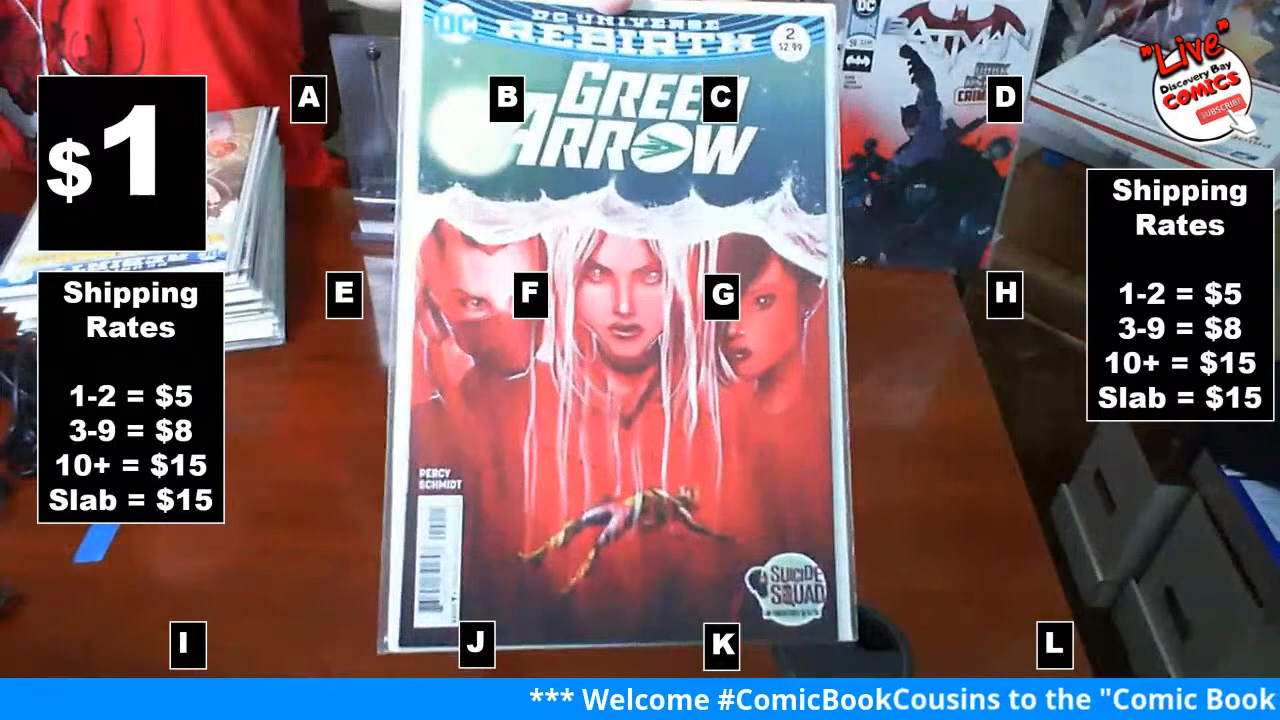 DC UNIVERSE
REBIRTH
DC
2
$2.99
GREEN
ARROW
PERCY
SCHMIDT
SUICIDE
SQUAD
DC
BATMAN
"Live"
Discovery Bay
COMICS
SUBSCRIBE
$1
A
B
C
D
E
F
G
H
I
J
K
L
Shipping
Rates
1-2 = $5
3-9 = $8
10+ = $15
Slab = $15
Shipping
Rates
1-2 = $5
3-9 = $8
10+ = $15
Slab = $15
*** Welcome #ComicBookCousins to the "Comic Book